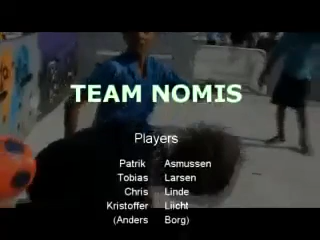 TEAM NOMIS
Players
Patrik Asmussen
Tobias Larsen
Chris Linde
Kristoffer Liicht
(Anders Borg)